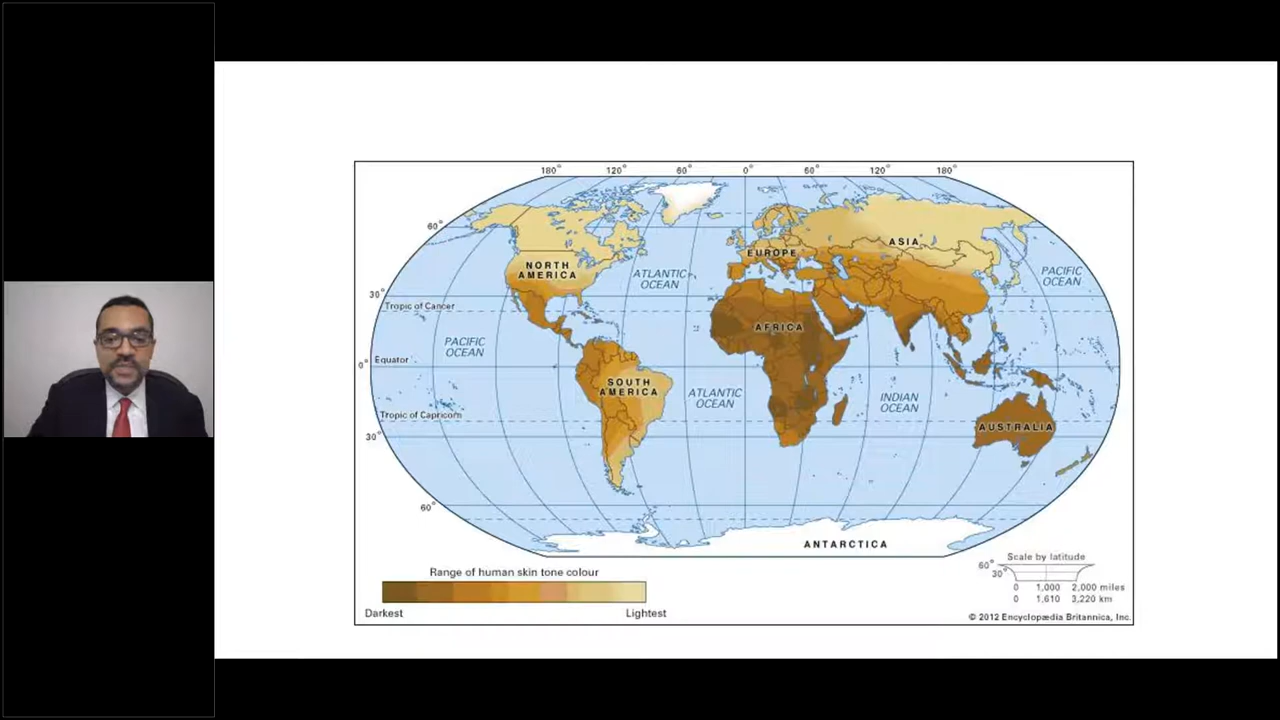 180° 120° 60° 0° 60° 120° 180°
60°
ASIA
EUROPE
NORTH
AMERICA
ATLANTIC
OCEAN
PACIFIC
OCEAN
30°
Tropic of Cancer
AFRICA
PACIFIC
OCEAN
0° Equator
SOUTH
AMERICA
ATLANTIC
OCEAN
INDIAN
OCEAN
Tropic of Capricorn
AUSTRALIA
30°
60°
ANTARCTICA
Scale by latitude
60°
30°
0 1,000 2,000 miles
0 1,610 3,220 km
Range of human skin tone colour
Darkest Lightest
© 2012 Encyclopædia Britannica, Inc.